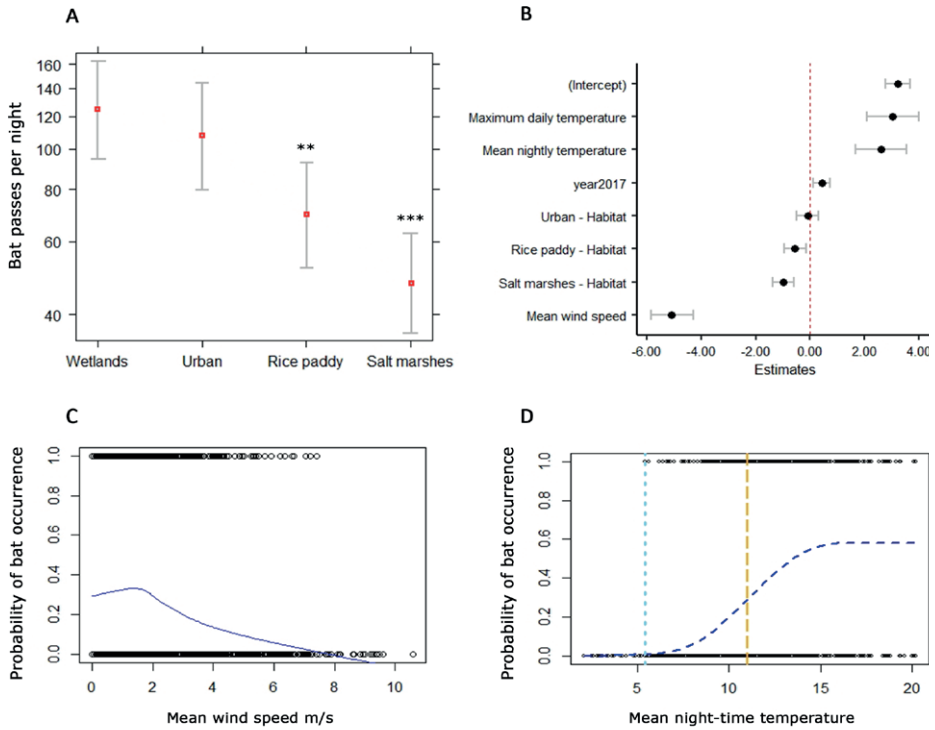 A
Bat passes per night
160
140
120
100
80
60
40
**
***
Wetlands Urban Rice paddy Salt marshes
B
(Intercept)
Maximum daily temperature
Mean nightly temperature
year2017
Urban - Habitat
Rice paddy - Habitat
Salt marshes - Habitat
Mean wind speed
-6.00 -4.00 -2.00 0.00 2.00 4.00
Estimates
C
Probability of bat occurrence
1.0
0.8
0.6
0.4
0.2
0.0
0 2 4 6 8 10
Mean wind speed m/s
D
Probability of bat occurrence
1.0
0.8
0.6
0.4
0.2
0.0
5 10 15 20
Mean night-time temperature